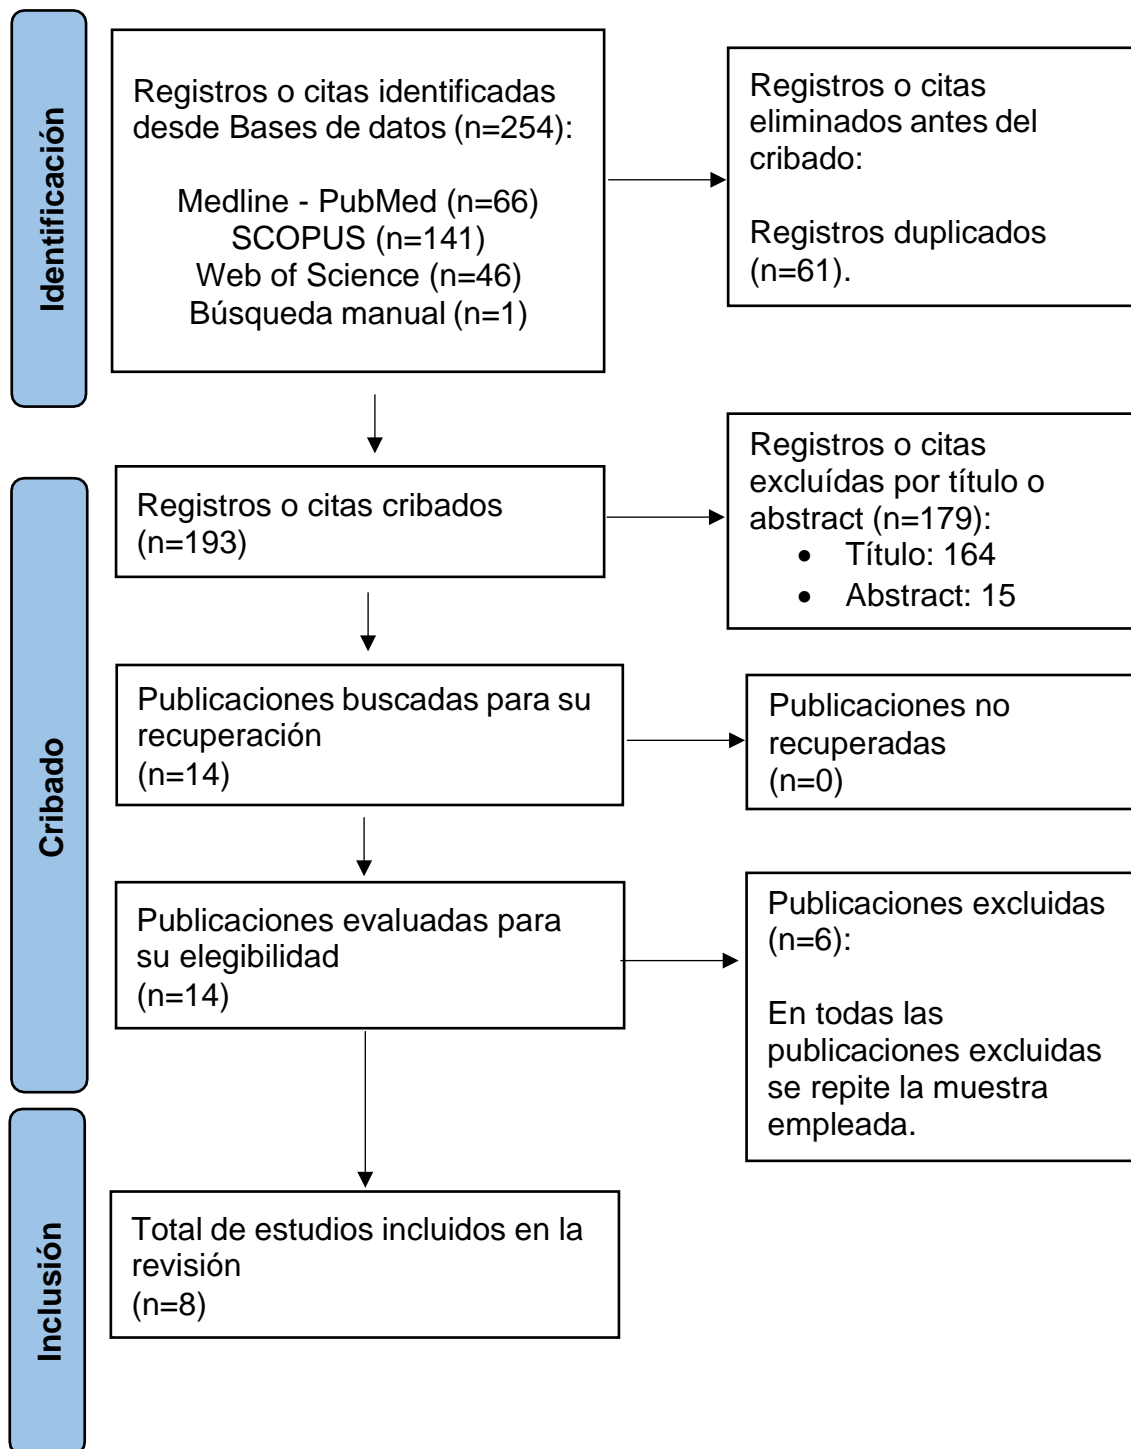 Identificación
Registros o citas identificadas
desde Bases de datos (n=254):
Medline - PubMed (n=66)
SCOPUS (n=141)
Web of Science (n=46)
Búsqueda manual (n=1)
Registros o citas
eliminados antes del
cribado:
Registros duplicados
(n=61).
Cribado
Registros o citas cribados
(n=193)
Registros o citas
excluídas por título o
abstract (n=179):
• Título: 164
• Abstract: 15
Publicaciones buscadas para su
recuperación
(n=14)
Publicaciones no
recuperadas
(n=0)
Publicaciones evaluadas para
su elegibilidad
(n=14)
Publicaciones excluidas
(n=6):
En todas las
publicaciones excluidas
se repite la muestra
empleada.
Inclusión
Total de estudios incluidos en la
revisión
(n=8)